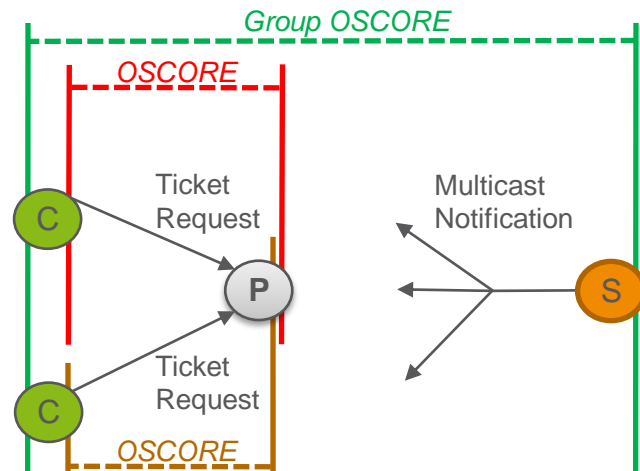 Group OSCORE
OSCORE
Ticket
Request
Multicast
Notification
C
P
S
Ticket
Request
C
OSCORE